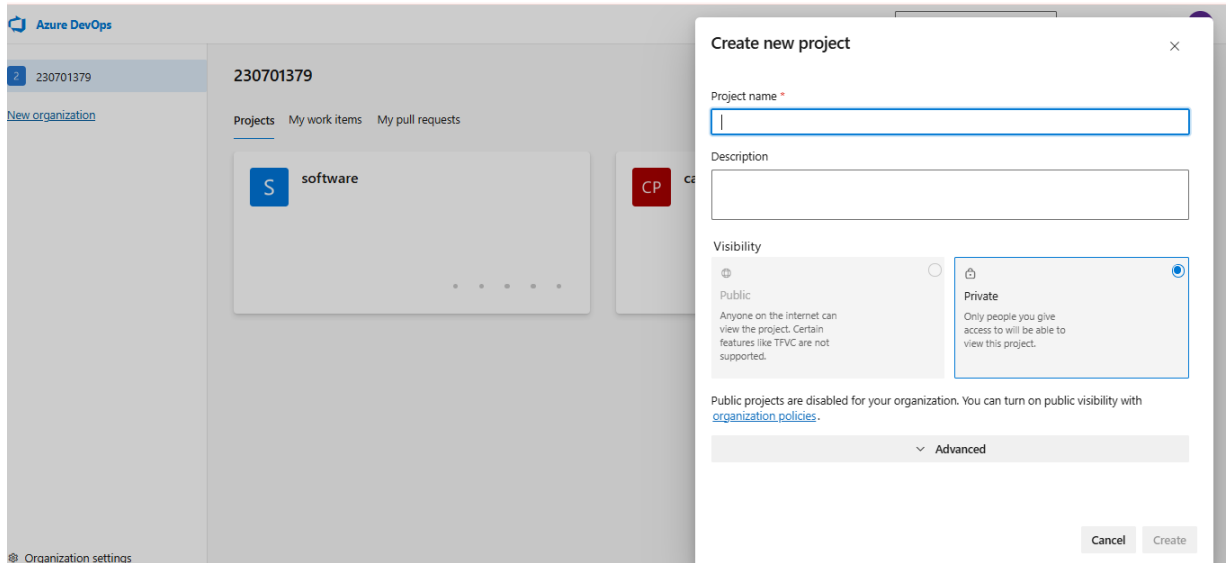 Azure DevOps
2 230701379
New organization
230701379
Projects My work items My pull requests
S software
CP
Organization settings
Create new project
Project name *
Description
Visibility
Public
Anyone on the internet can
view the project. Certain
features like TFVC are not
supported.
Private
Only people you give
access to will be able to
view this project.
Public projects are disabled for your organization. You can turn on public visibility with
organization policies.
Advanced
Cancel Create